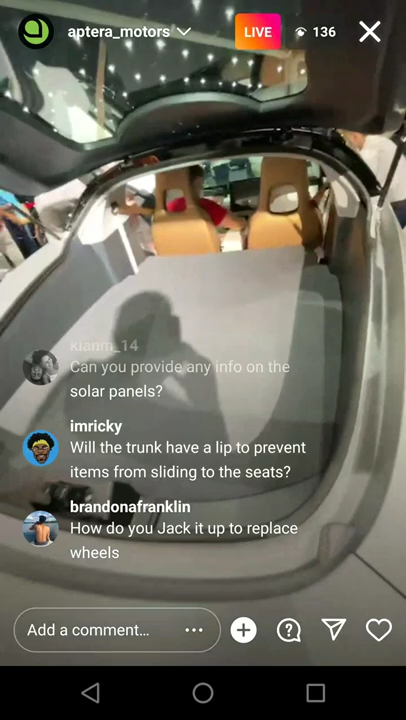 aptera_motors
LIVE
136
kianm_14
Can you provide any info on the
solar panels?
imricky
Will the trunk have a lip to prevent
items from sliding to the seats?
brandonafranklin
How do you Jack it up to replace
wheels
Add a comment...